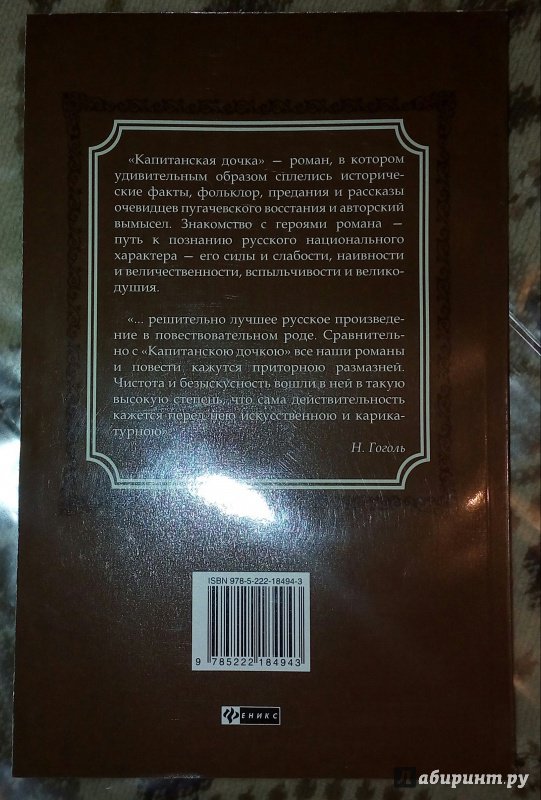 «Капитанская дочка» — роман, в котором
удивительным образом сплелись историче-
ские факты, фольклор, предания и рассказы
очевидцев пугачевского восстания и авторский
вымысел. Знакомство с героями романа —
путь к познанию русского национального
характера — его силы и слабости, наивности
и величественности, вспыльчивости и велико-
душия.
«... решительно лучшее русское произведе-
ние в повествовательном роде. Сравнитель-
но с «Капитанскою дочкою» все наши романы
и повести кажутся приторною размазней.
Чистота и безыскусность вошли в ней в такую
высокую степень, что сама действительность
кажется перед нею искусственною и карика-
турною»
Н. Гоголь
ISBN 978-5-222-18494-3
9 785222 184943
ФЕНИКС
Лабиринт.ру